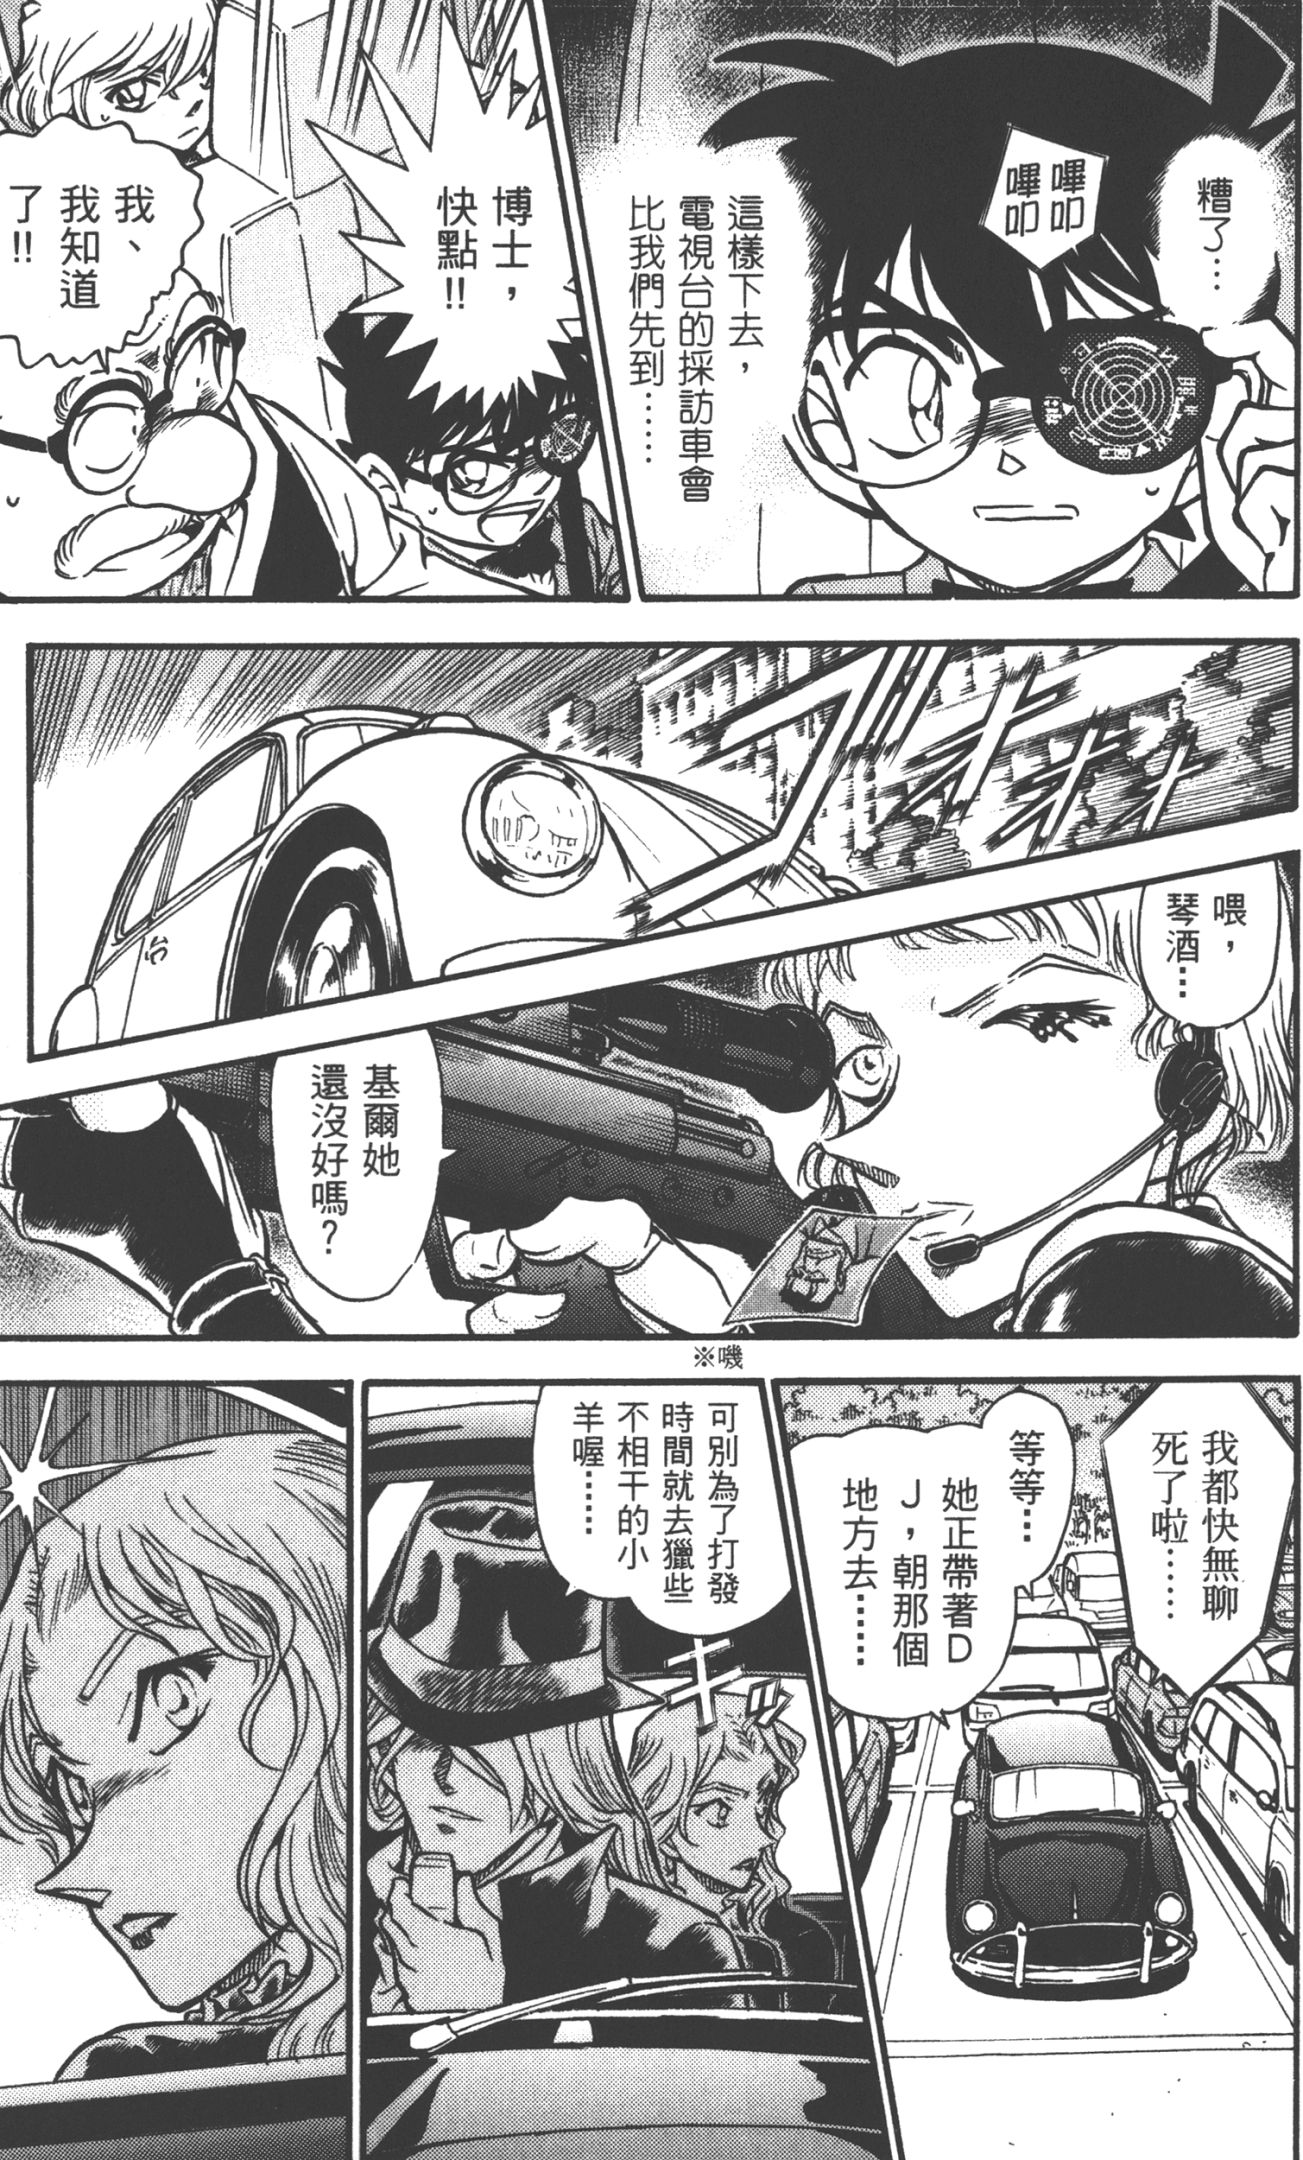 糟了…
嗶叩
嗶叩
這樣下去，
電視台的採訪車會
比我們先到……
博士，
快點!!
我、
我知道
了!!
喂，
琴酒…
基爾她
還沒好嗎？
※嘰
我都快無聊
死了啦……
等等…
她正帶著D
J，朝那個
地方去……
可別為了打發
時間就去獵些
不相干的小
羊喔……
キッ